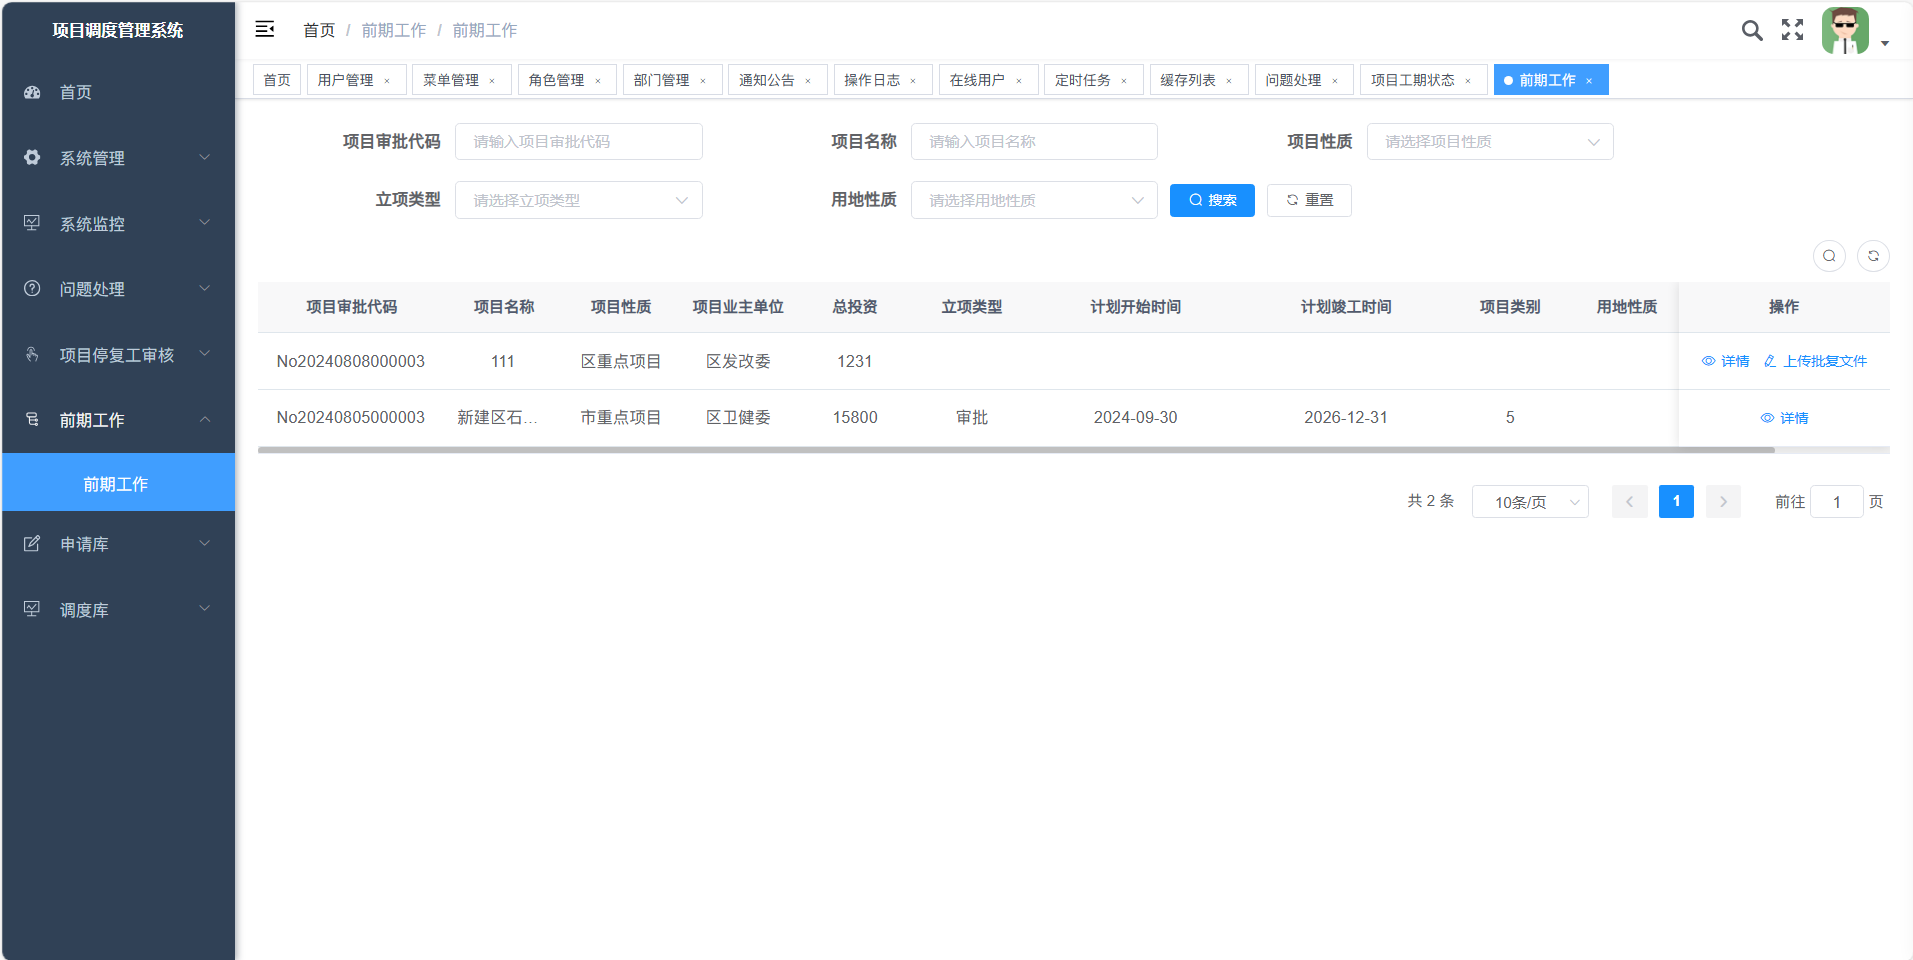 项目调度管理系统
首页
系统管理
系统监控
问题处理
项目停复工审核
前期工作
前期工作
申请库
调度库
首页 / 前期工作 / 前期工作
首页 用户管理 × 菜单管理 × 角色管理 × 部门管理 × 通知公告 × 操作日志 × 在线用户 × 定时任务 × 缓存列表 × 问题处理 × 项目工期状态 × 前期工作 ×
项目审批代码 请输入项目审批代码 项目名称 请输入项目名称 项目性质 请选择项目性质
立项类型 请选择立项类型 用地性质 请选择用地性质 搜索 重置
项目审批代码 项目名称 项目性质 项目业主单位 总投资 立项类型 计划开始时间 计划竣工时间 项目类别 用地性质 操作
No20240808000003 111 区重点项目 区发改委 1231 详情 上传批复文件
No20240805000003 新建区石... 市重点项目 区卫健委 15800 审批 2024-09-30 2026-12-31 5 详情
共 2 条 10条/页 1 前往 1 页